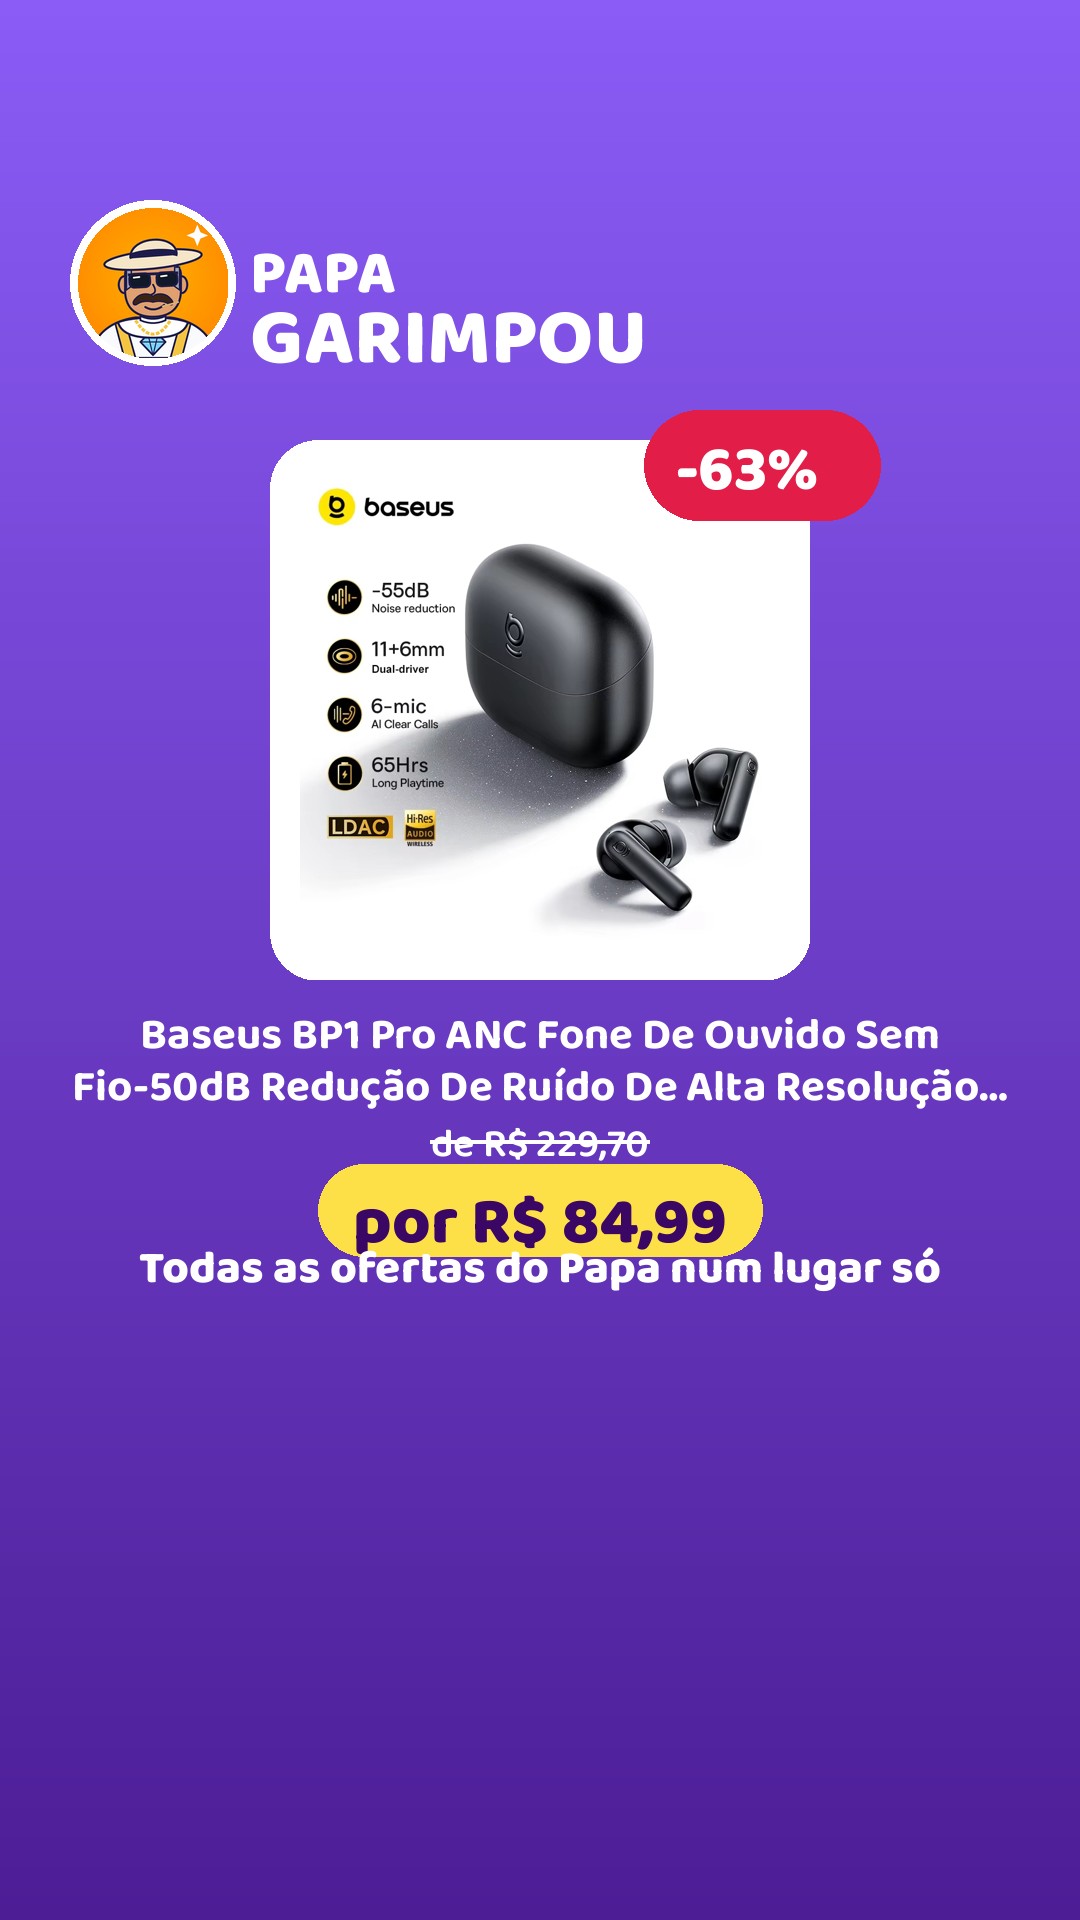 PAPA
GARIMPOU
-63%
baseus
-55dB
Noise reduction
11+6mm
Dual-driver
6-mic
AI Clear Calls
65Hrs
Long Playtime
LDAC
Hi-Res
AUDIO
WIRELESS
Baseus BP1 Pro ANC Fone De Ouvido Sem
Fio-50dB Redução De Ruído De Alta Resolução...
de R$ 229,70
por R$ 84,99
Todas as ofertas do Papa num lugar só